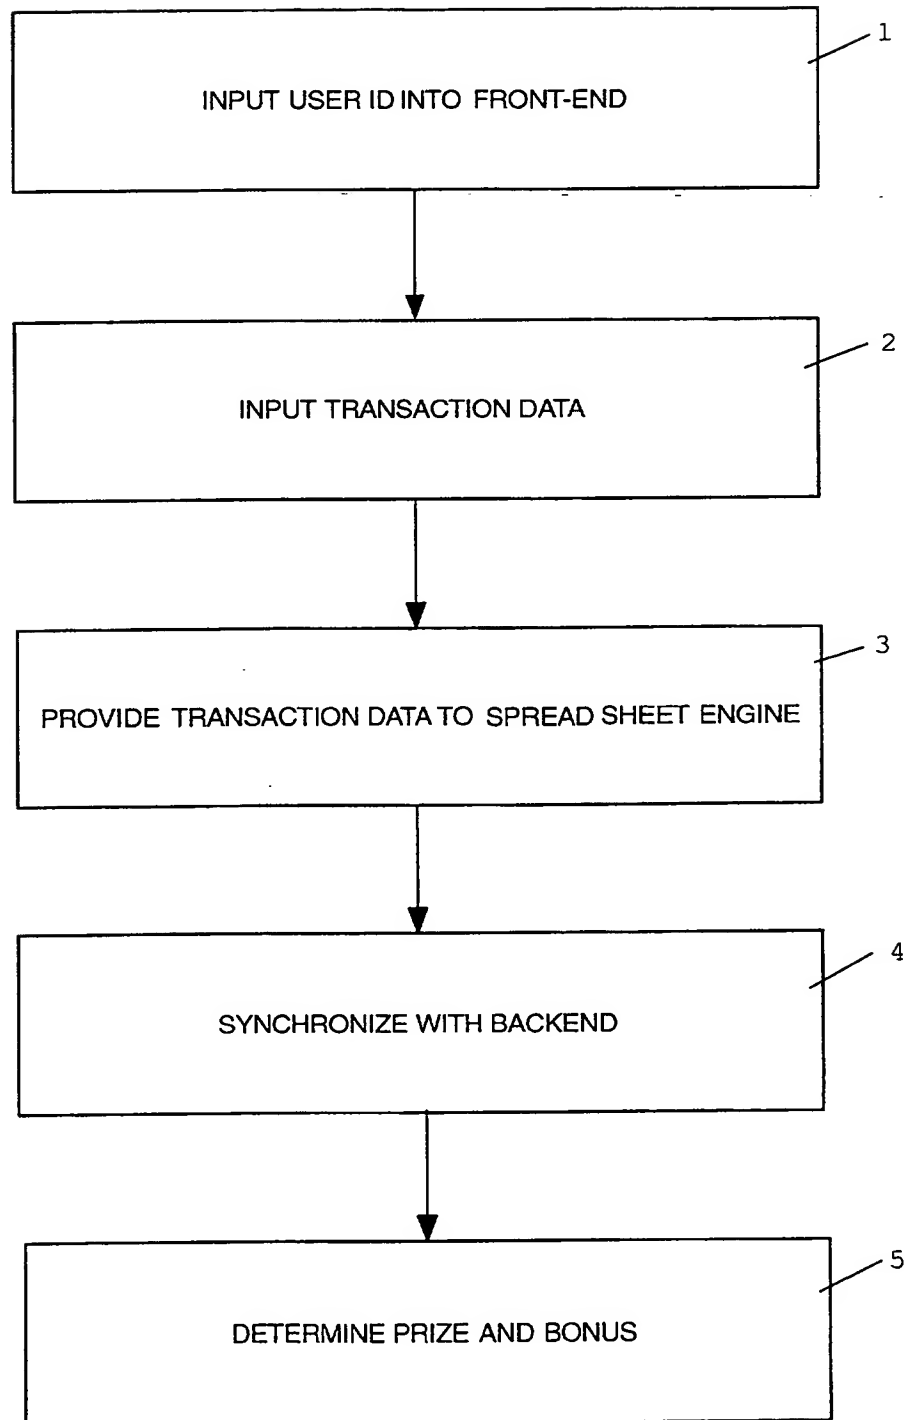 1
INPUT USER ID INTO FRONT-END
2
INPUT TRANSACTION DATA
3
PROVIDE TRANSACTION DATA TO SPREAD SHEET ENGINE
4
SYNCHRONIZE WITH BACKEND
5
DETERMINE PRIZE AND BONUS